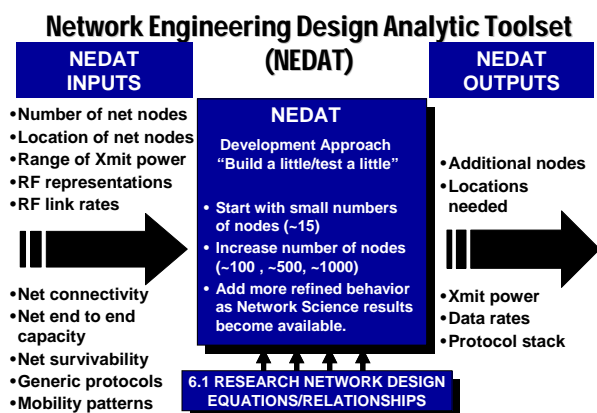 Network Engineering Design Analytic Toolset
(NEDAT)
NEDAT
INPUTS
•Number of net nodes
•Location of net nodes
•Range of Xmit power
•RF representations
•RF link rates
•Net connectivity
•Net end to end
capacity
•Net survivability
•Generic protocols
•Mobility patterns
NEDAT
Development Approach
“Build a little/test a little”
• Start with small numbers
of nodes (~15)
• Increase number of nodes
(~100 , ~500, ~1000)
• Add more refined behavior
as Network Science results
become available.
6.1 RESEARCH NETWORK DESIGN
EQUATIONS/RELATIONSHIPS
NEDAT
OUTPUTS
•Additional nodes
•Locations
needed
•Xmit power
•Data rates
•Protocol stack